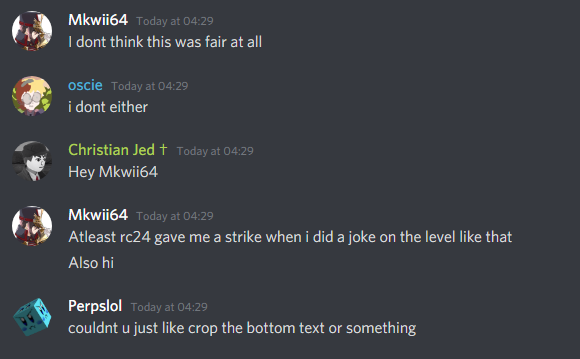 Mkwii64 Today at 04:29
I dont think this was fair at all
oscie Today at 04:29
i dont either
Christian Jed † Today at 04:29
Hey Mkwii64
Mkwii64 Today at 04:29
Atleast rc24 gave me a strike when i did a joke on the level like that
Also hi
Perpslol Today at 04:29
couldnt u just like crop the bottom text or something